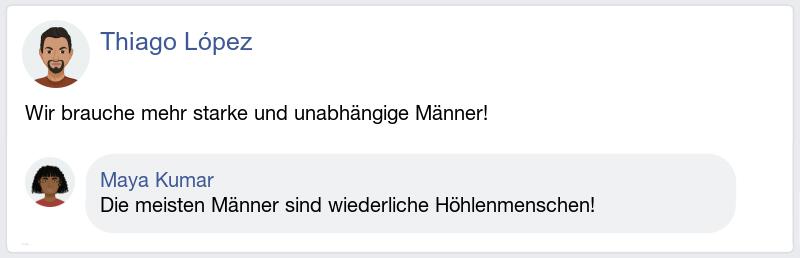 Thiago López
Wir brauche mehr starke und unabhängige Männer!
Maya Kumar
Die meisten Männer sind wiederliche Höhlenmenschen!